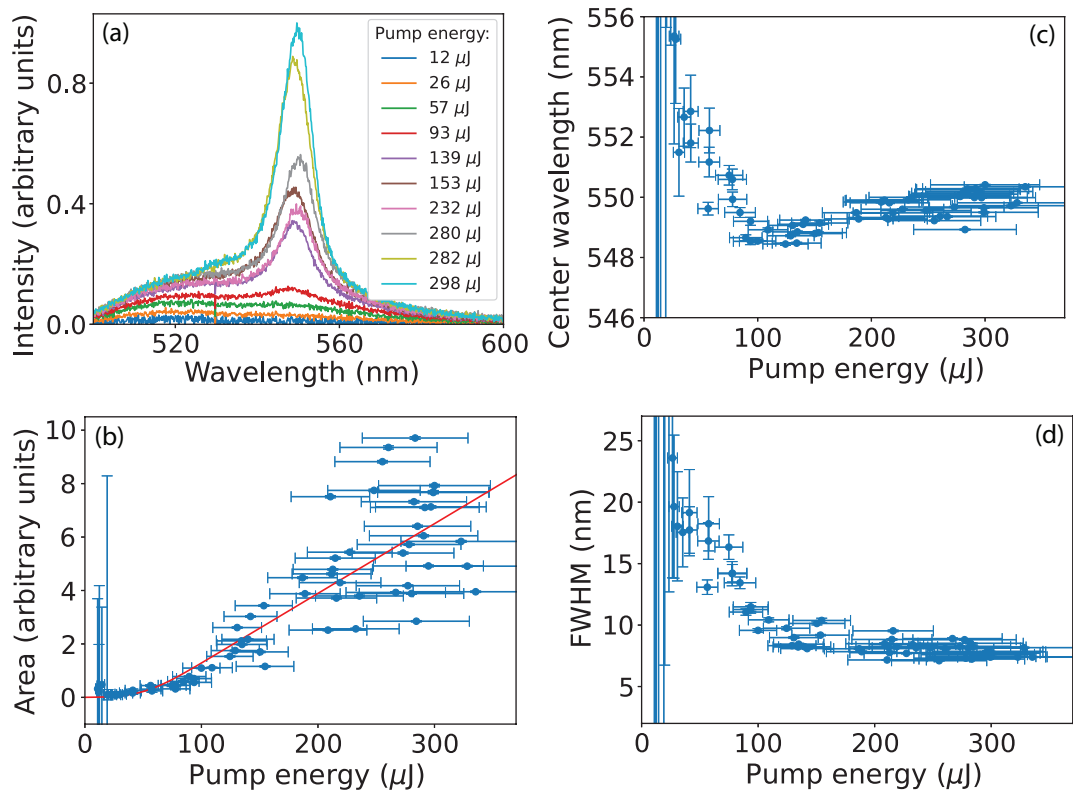 (a)
Intensity (arbitrary units)
0.8
0.4
0.0
520
560
600
Wavelength (nm)
Pump energy:
12 μJ
26 μJ
57 μJ
93 μJ
139 μJ
153 μJ
232 μJ
280 μJ
282 μJ
298 μJ
(c)
Center wavelength (nm)
556
554
552
550
548
546
0
100
200
300
Pump energy (μJ)
(b)
Area (arbitrary units)
10
8
6
4
2
0
0
100
200
300
Pump energy (μJ)
(d)
FWHM (nm)
25
20
15
10
5
0
100
200
300
Pump energy (μJ)